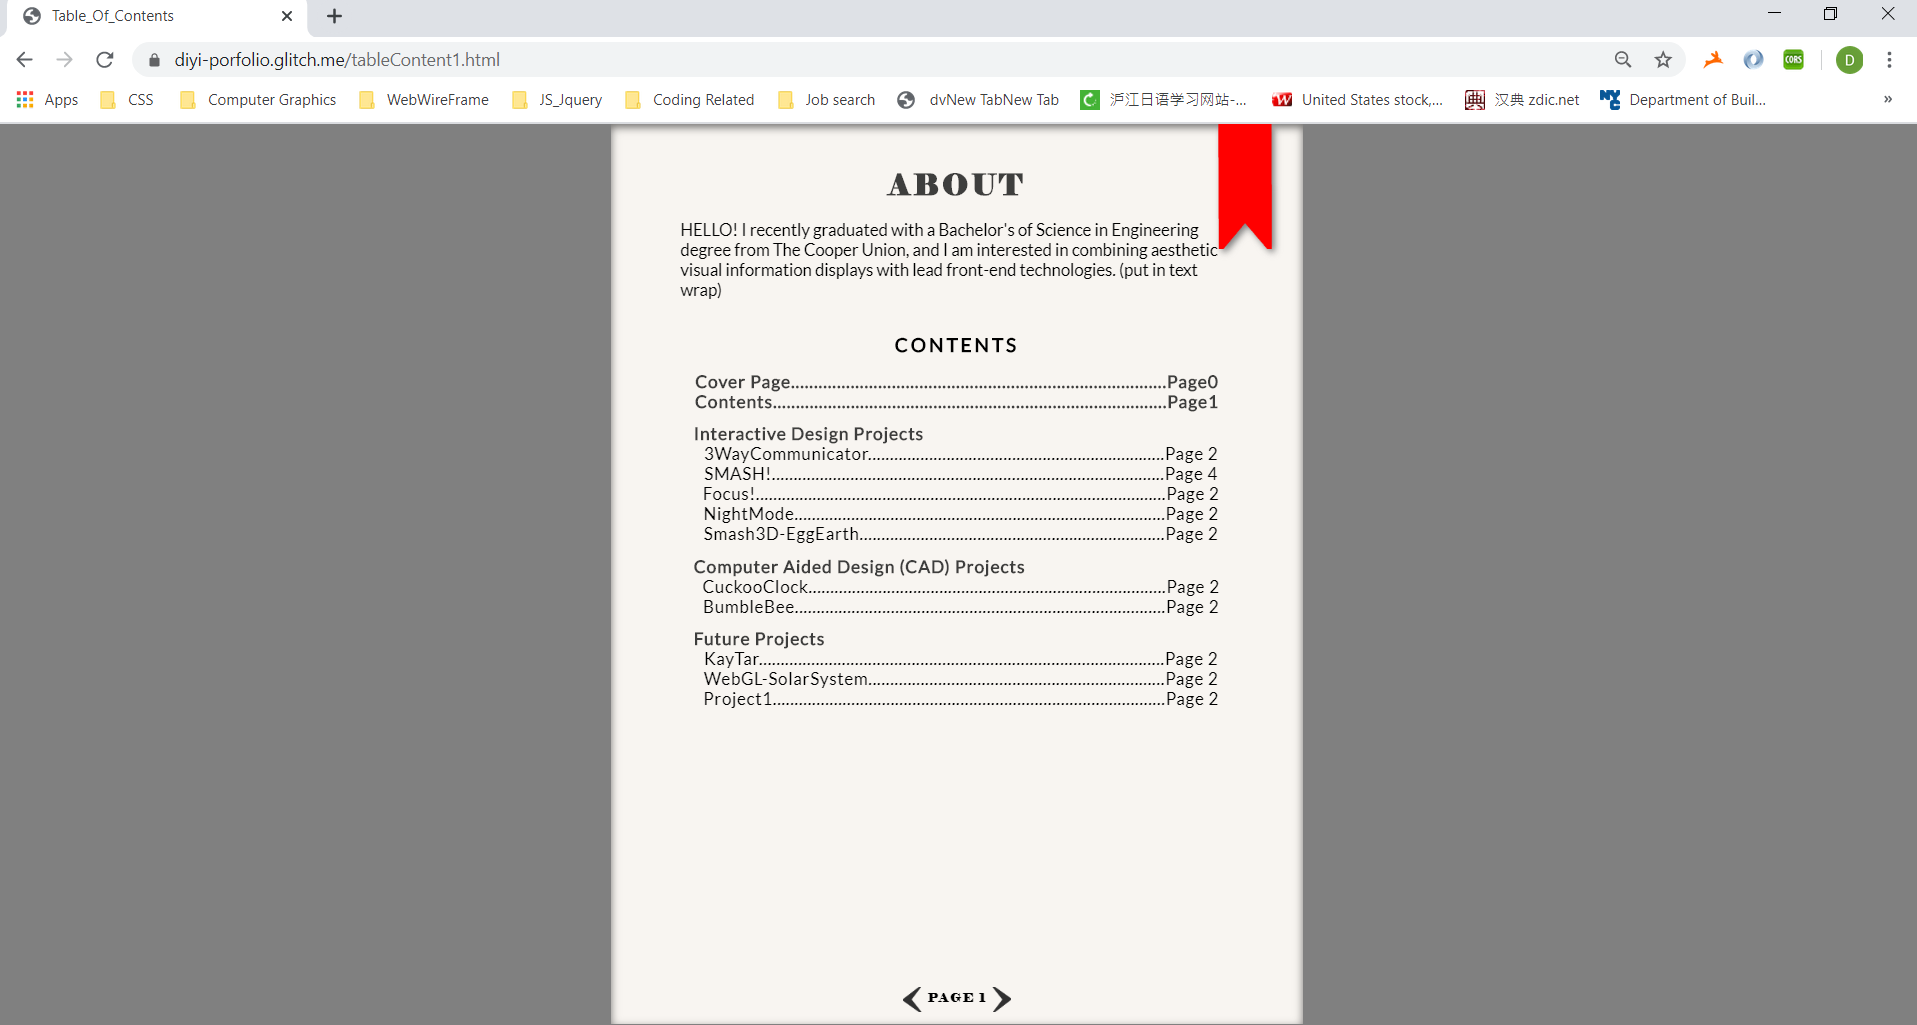 Table_Of_Contents
diyi-porfolio.glitch.me/tableContent1.html
CORS
D
Apps CSS Computer Graphics WebWireFrame JS_Jquery Coding Related Job search dvNew TabNew Tab 沪江日语学习网站-... United States stock,... 汉典 zdic.net Department of Buil... »
ABOUT
HELLO! I recently graduated with a Bachelor's of Science in Engineering
degree from The Cooper Union, and I am interested in combining aesthetic
visual information displays with lead front-end technologies. (put in text
wrap)
CONTENTS
Cover Page....................................................................................Page0
Contents........................................................................................Page1
Interactive Design Projects
3WayCommunicator..................................................................Page 2
SMASH!........................................................................................Page 4
Focus!............................................................................................Page 2
NightMode...................................................................................Page 2
Smash3D-EggEarth....................................................................Page 2
Computer Aided Design (CAD) Projects
CuckooClock................................................................................Page 2
BumbleBee...................................................................................Page 2
Future Projects
KayTar...........................................................................................Page 2
WebGL-SolarSystem..................................................................Page 2
Project1........................................................................................Page 2
PAGE 1